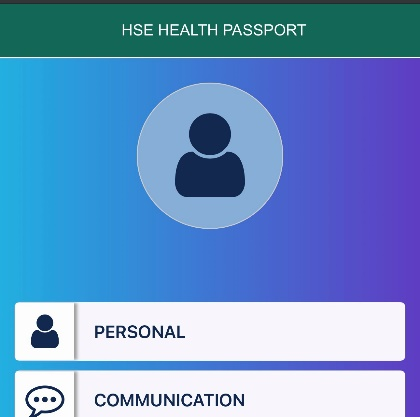 HSE HEALTH PASSPORT
PERSONAL
COMMUNICATION